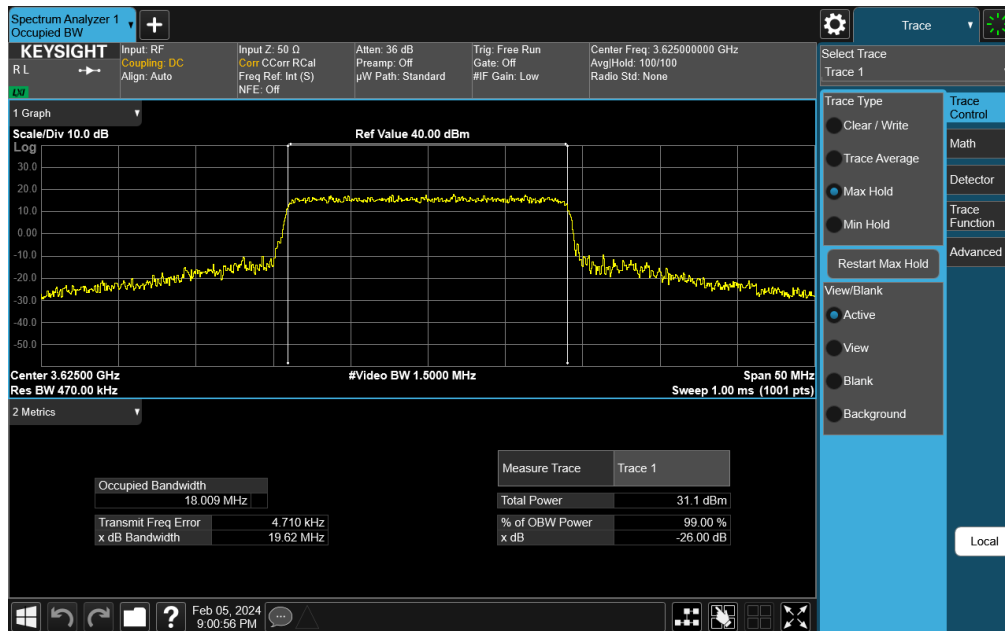 Spectrum Analyzer 1
Occupied BW
Trace
KEYSIGHT
R L
LXI
Input: RF
Coupling: DC
Align: Auto
Input Z: 50 Ω
Corr CCorr RCal
Freq Ref: Int (S)
NFE: Off
Atten: 36 dB
Preamp: Off
µW Path: Standard
Trig: Free Run
Gate: Off
#IF Gain: Low
Center Freq: 3.625000000 GHz
Avg|Hold: 100/100
Radio Std: None
Select Trace
Trace 1
1 Graph
Scale/Div 10.0 dB
Ref Value 40.00 dBm
Log
30.0
20.0
10.0
0.00
-10.0
-20.0
-30.0
-40.0
-50.0
Center 3.62500 GHz
#Video BW 1.5000 MHz
Span 50 MHz
Res BW 470.00 kHz
Sweep 1.00 ms (1001 pts)
Trace Type
Clear / Write
Trace Average
Max Hold
Min Hold
Restart Max Hold
View/Blank
Active
View
Blank
Background
Trace
Control
Math
Detector
Trace
Function
Advanced
2 Metrics
Measure Trace Trace 1
Occupied Bandwidth
18.009 MHz
Total Power 31.1 dBm
Transmit Freq Error 4.710 kHz
% of OBW Power 99.00 %
x dB Bandwidth 19.62 MHz
x dB -26.00 dB
Local
?
Feb 05, 2024
9:00:56 PM